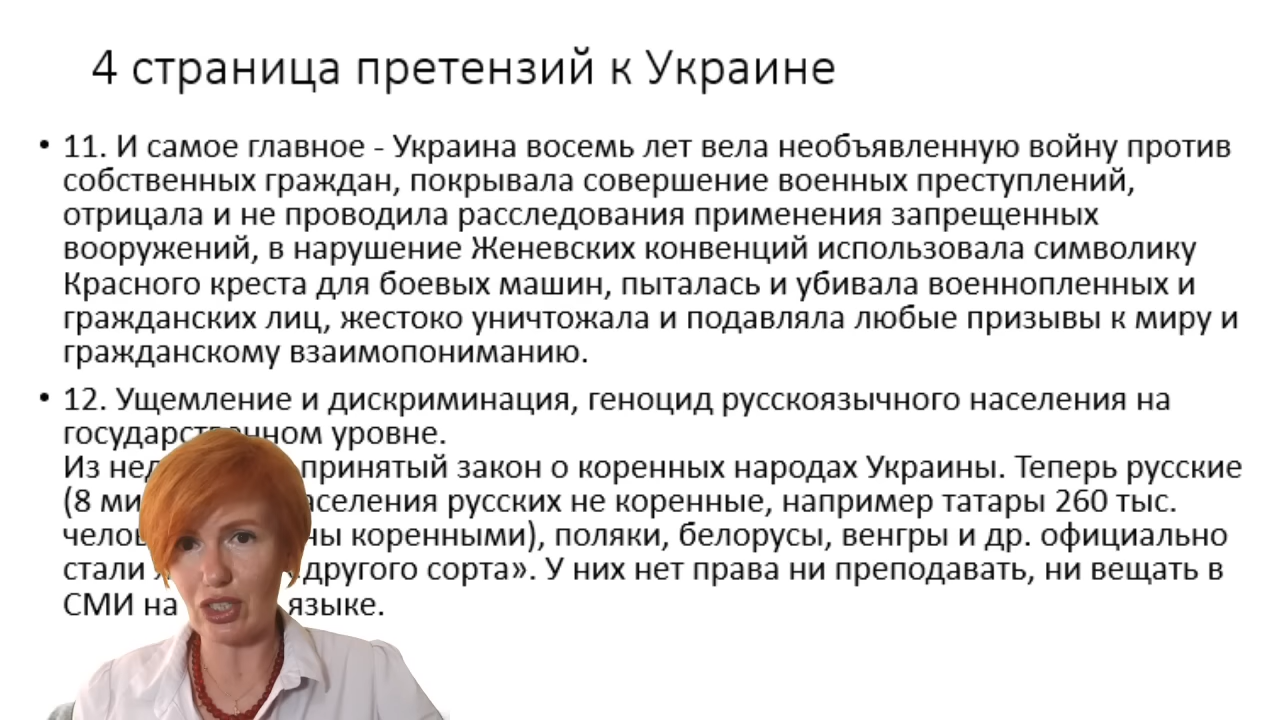 4 страница претензий к Украине
• 11. И самое главное - Украина восемь лет вела необъявленную войну против
собственных граждан, покрывала совершение военных преступлений,
отрицала и не проводила расследования применения запрещенных
вооружений, в нарушение Женевских конвенций использовала символику
Красного креста для боевых машин, пыталась и убивала военнопленных и
гражданских лиц, жестоко уничтожала и подавляла любые призывы к миру и
гражданскому взаимопониманию.
• 12. Ущемление и дискриминация, геноцид русскоязычного населения на
государственном уровне.
Из принятый закон о коренных народах Украины. Теперь русские
(8 русских не коренные, например татары 260 тыс.
коренными), поляки, белорусы, венгры и др. официально
стали «другого сорта». У них нет права ни преподавать, ни вещать в
СМИ на языке.